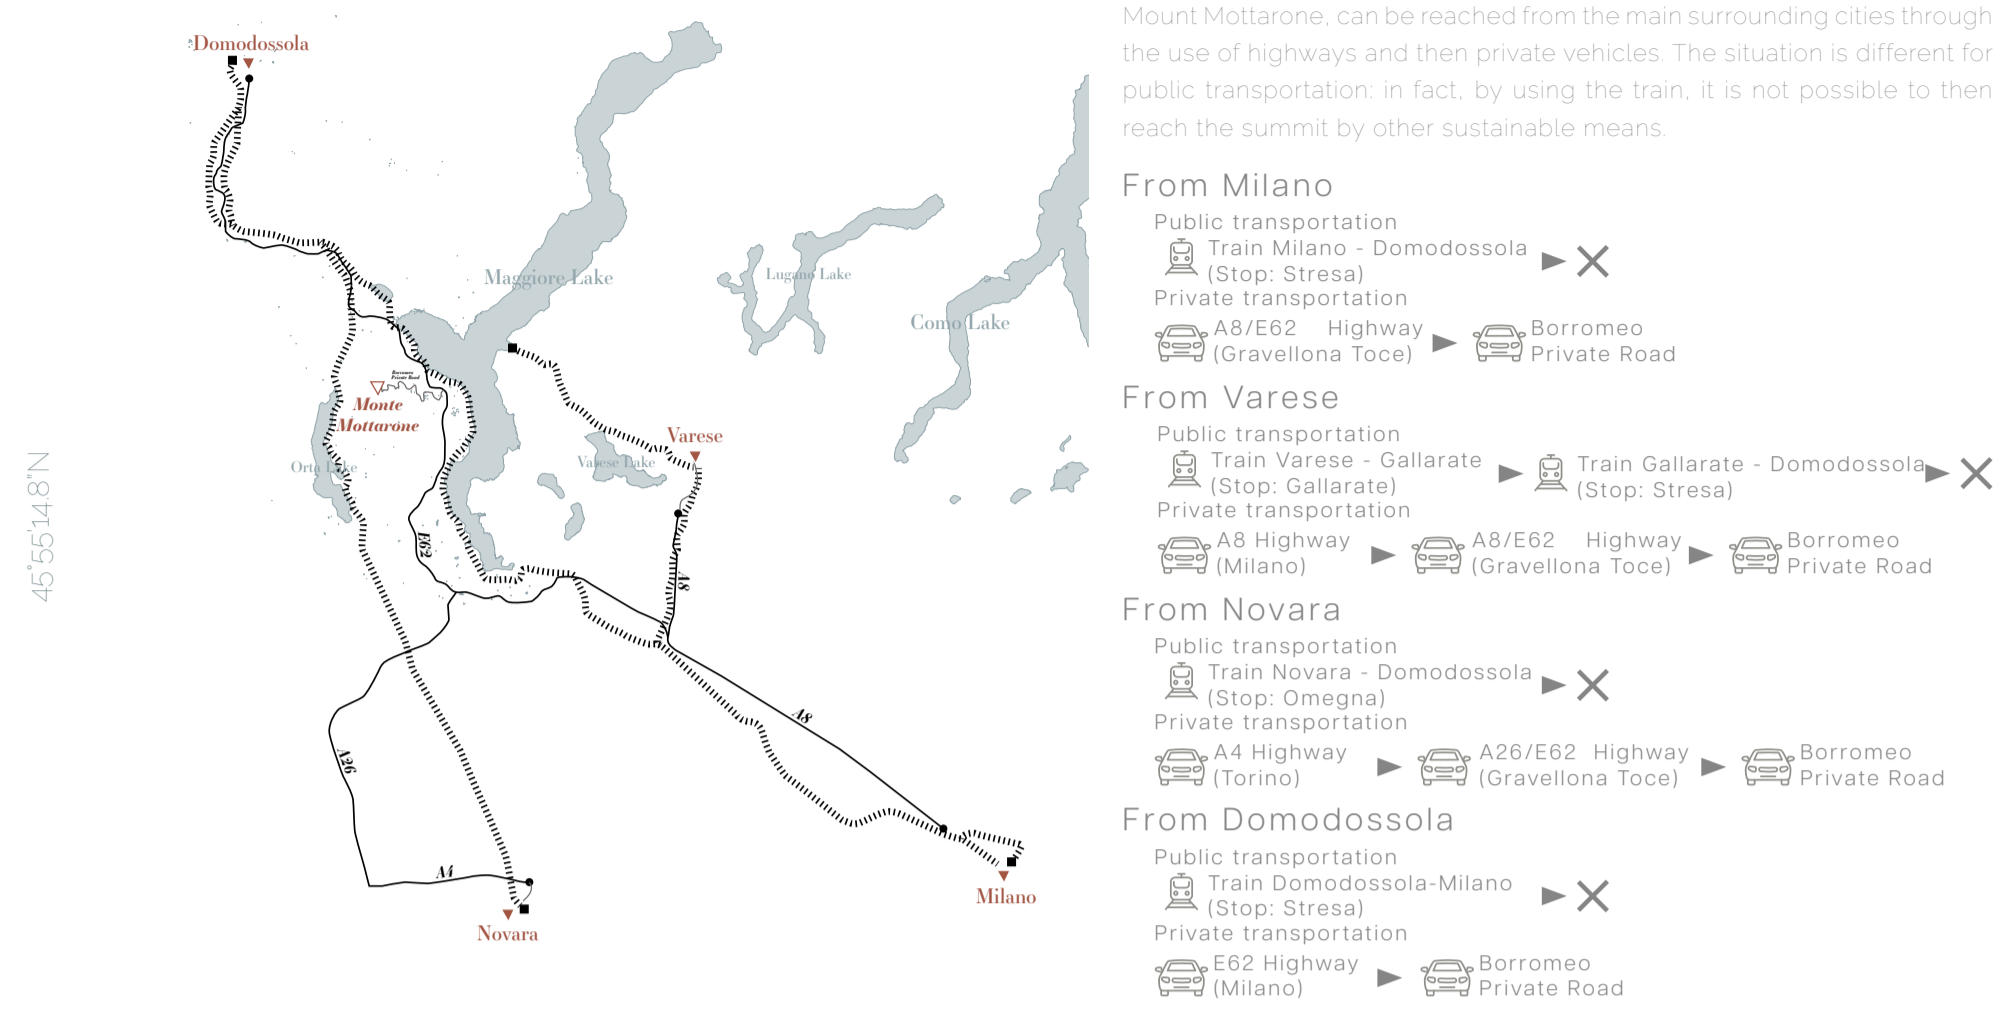 45°55'14.8"N
Domodossola
Maggiore Lake
Lugano Lake
Como Lake
Borromeo
Private Road
Monte
Mottarone
Orta Lake
Varese
Varese Lake
E62
A8
A8
A26
A4
Milano
Novara
Mount Mottarone, can be reached from the main surrounding cities through
the use of highways and then private vehicles. The situation is different for
public transportation: in fact, by using the train, it is not possible to then
reach the summit by other sustainable means.
From Milano
Public transportation
Train Milano - Domodossola
(Stop: Stresa)
Private transportation
A8/E62 Highway
(Gravellona Toce)
Borromeo
Private Road
From Varese
Public transportation
Train Varese - Gallarate
(Stop: Gallarate)
Train Gallarate - Domodossola
(Stop: Stresa)
Private transportation
A8 Highway
(Milano)
A8/E62 Highway
(Gravellona Toce)
Borromeo
Private Road
From Novara
Public transportation
Train Novara - Domodossola
(Stop: Omegna)
Private transportation
A4 Highway
(Torino)
A26/E62 Highway
(Gravellona Toce)
Borromeo
Private Road
From Domodossola
Public transportation
Train Domodossola-Milano
(Stop: Stresa)
Private transportation
E62 Highway
(Milano)
Borromeo
Private Road